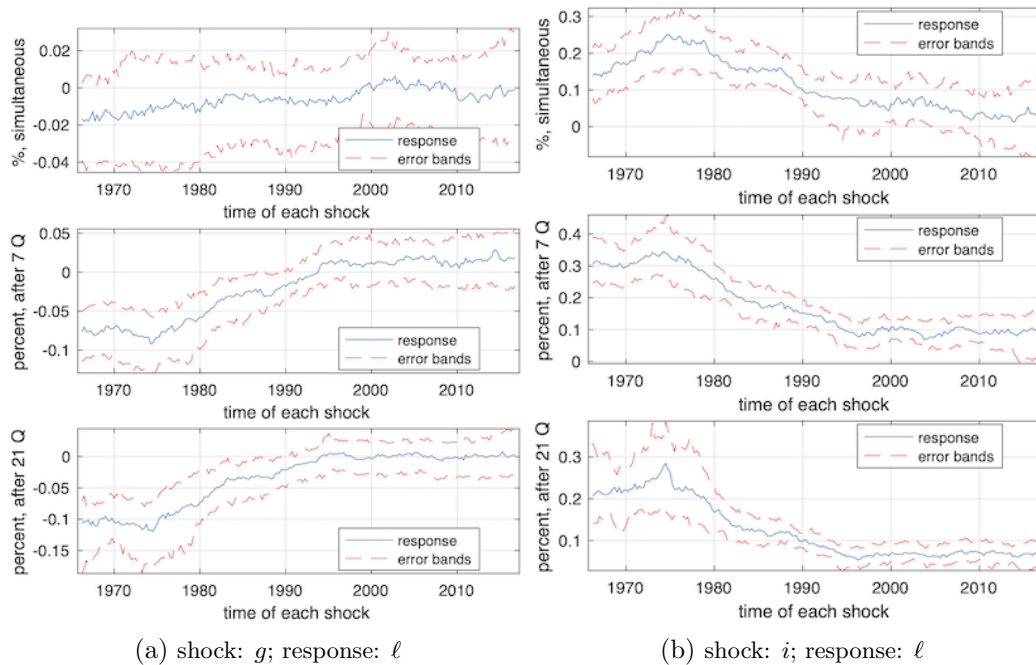 0.02
0
-0.02
-0.04
%, simultaneous
response
error bands
1970 1980 1990 2000 2010
time of each shock
0.05
0
-0.05
-0.1
percent, after 7 Q
response
error bands
1970 1980 1990 2000 2010
time of each shock
0
-0.05
-0.1
-0.15
percent, after 21 Q
response
error bands
1970 1980 1990 2000 2010
time of each shock
(a) shock: g; response: ℓ
0.3
0.2
0.1
0
%, simultaneous
response
error bands
1970 1980 1990 2000 2010
time of each shock
0.4
0.3
0.2
0.1
0
percent, after 7 Q
response
error bands
1970 1980 1990 2000 2010
time of each shock
0.3
0.2
0.1
percent, after 21 Q
response
error bands
1970 1980 1990 2000 2010
time of each shock
(b) shock: i; response: ℓ